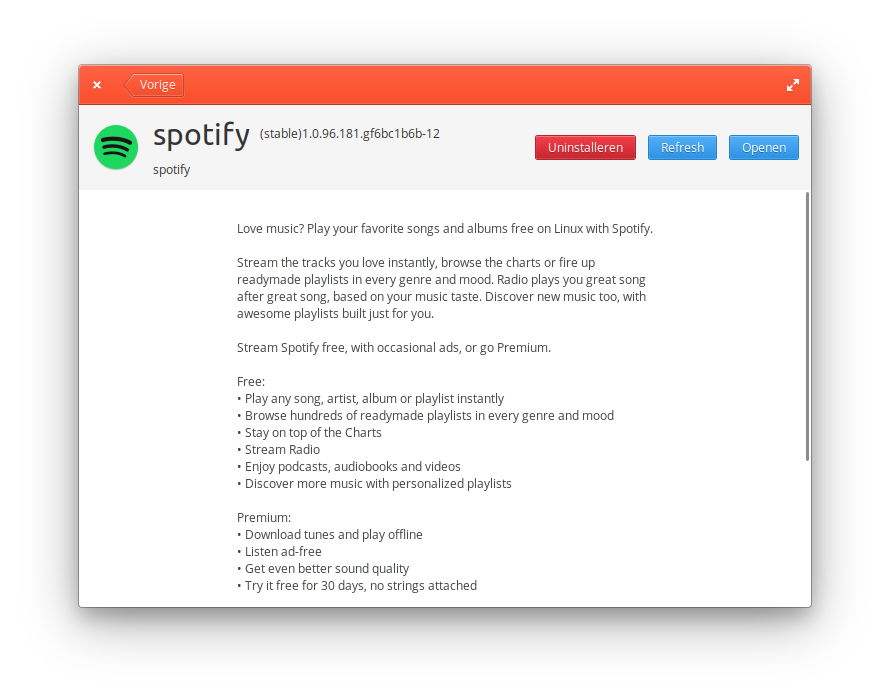 Vorige
spotify (stable)1.0.96.181.gf6bc1b6b-12
spotify
Uninstalleren Refresh Openen
Love music? Play your favorite songs and albums free on Linux with Spotify.
Stream the tracks you love instantly, browse the charts or fire up
readymade playlists in every genre and mood. Radio plays you great song
after great song, based on your music taste. Discover new music too, with
awesome playlists built just for you.
Stream Spotify free, with occasional ads, or go Premium.
Free:
• Play any song, artist, album or playlist instantly
• Browse hundreds of readymade playlists in every genre and mood
• Stay on top of the Charts
• Stream Radio
• Enjoy podcasts, audiobooks and videos
• Discover more music with personalized playlists
Premium:
• Download tunes and play offline
• Listen ad-free
• Get even better sound quality
• Try it free for 30 days, no strings attached